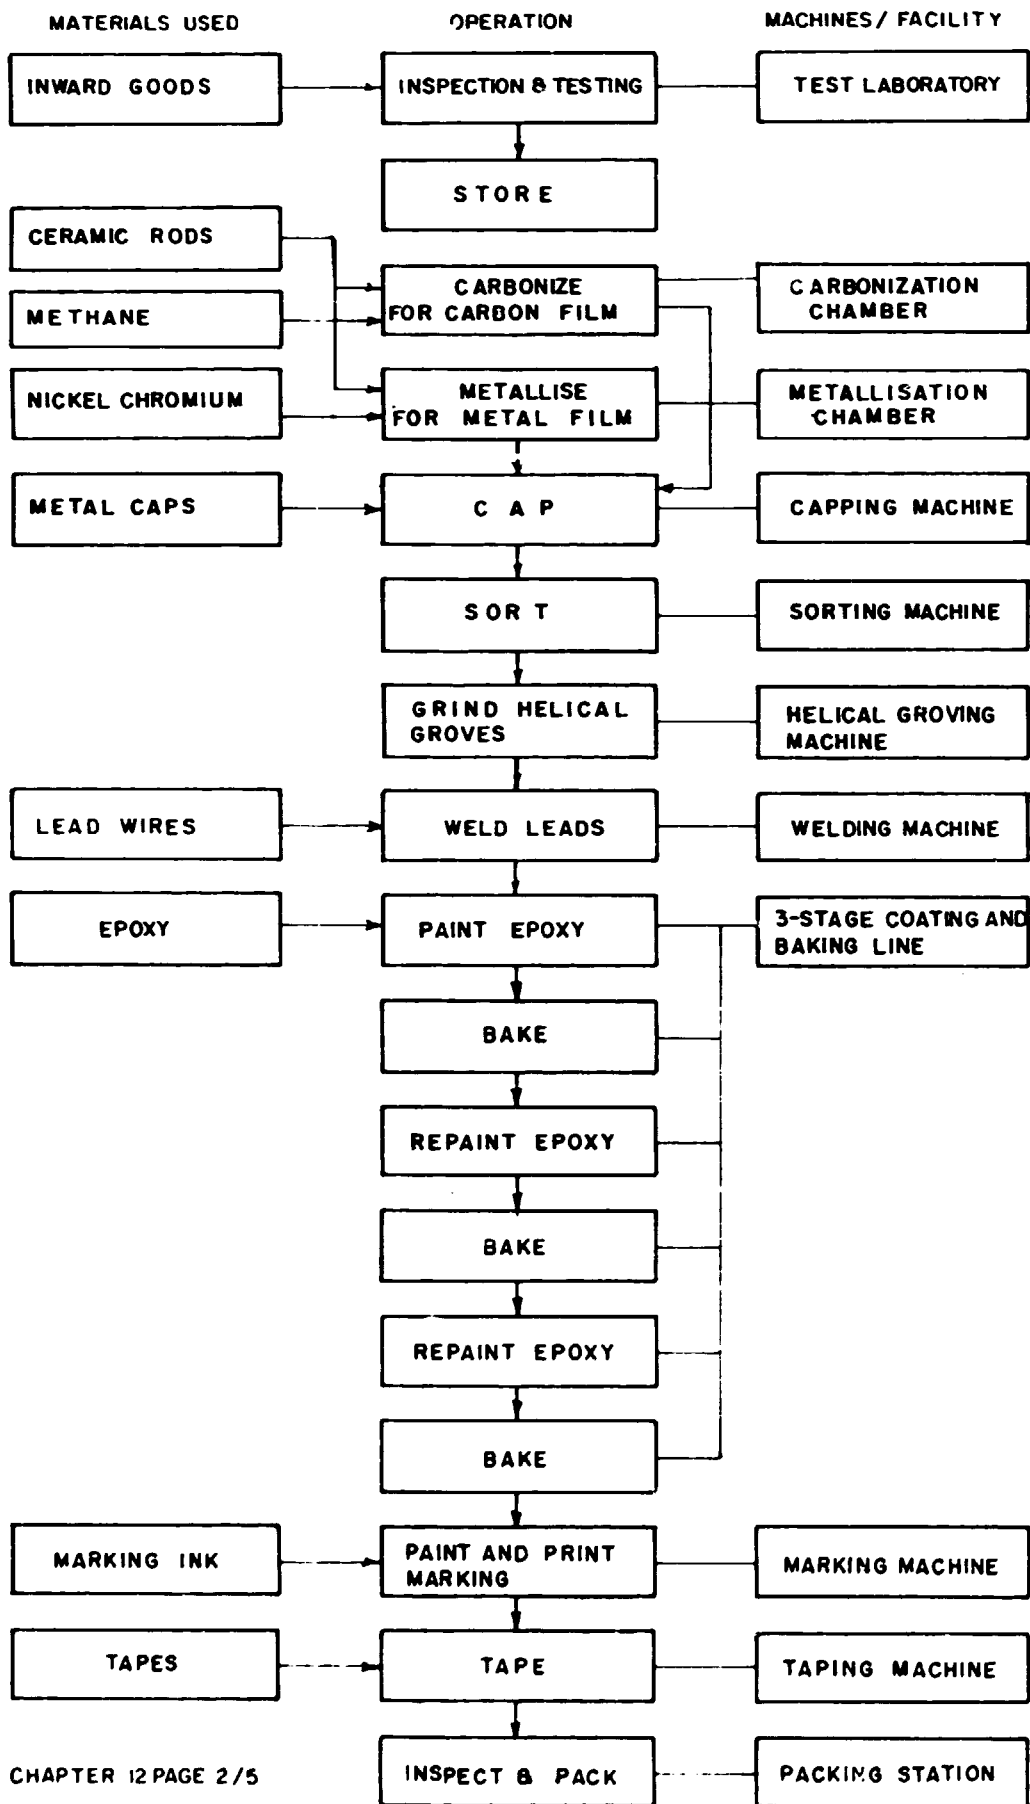 MATERIALS USED
OPERATION
MACHINES/ FACILITY
INWARD GOODS
INSPECTION & TESTING
TEST LABORATORY
STORE
CERAMIC RODS
CARBONIZE
FOR CARBON FILM
CARBONIZATION
CHAMBER
METHANE
NICKEL CHROMIUM
METALLISE
FOR METAL FILM
METALLISATION
CHAMBER
METAL CAPS
CAP
CAPPING MACHINE
SORT
SORTING MACHINE
GRIND HELICAL
GROVES
HELICAL GROVING
MACHINE
LEAD WIRES
WELD LEADS
WELDING MACHINE
EPOXY
PAINT EPOXY
3-STAGE COATING AND
BAKING LINE
BAKE
REPAINT EPOXY
BAKE
REPAINT EPOXY
BAKE
MARKING INK
PAINT AND PRINT
MARKING
MARKING MACHINE
TAPES
TAPE
TAPING MACHINE
INSPECT & PACK
PACKING STATION
CHAPTER 12 PAGE 2/5